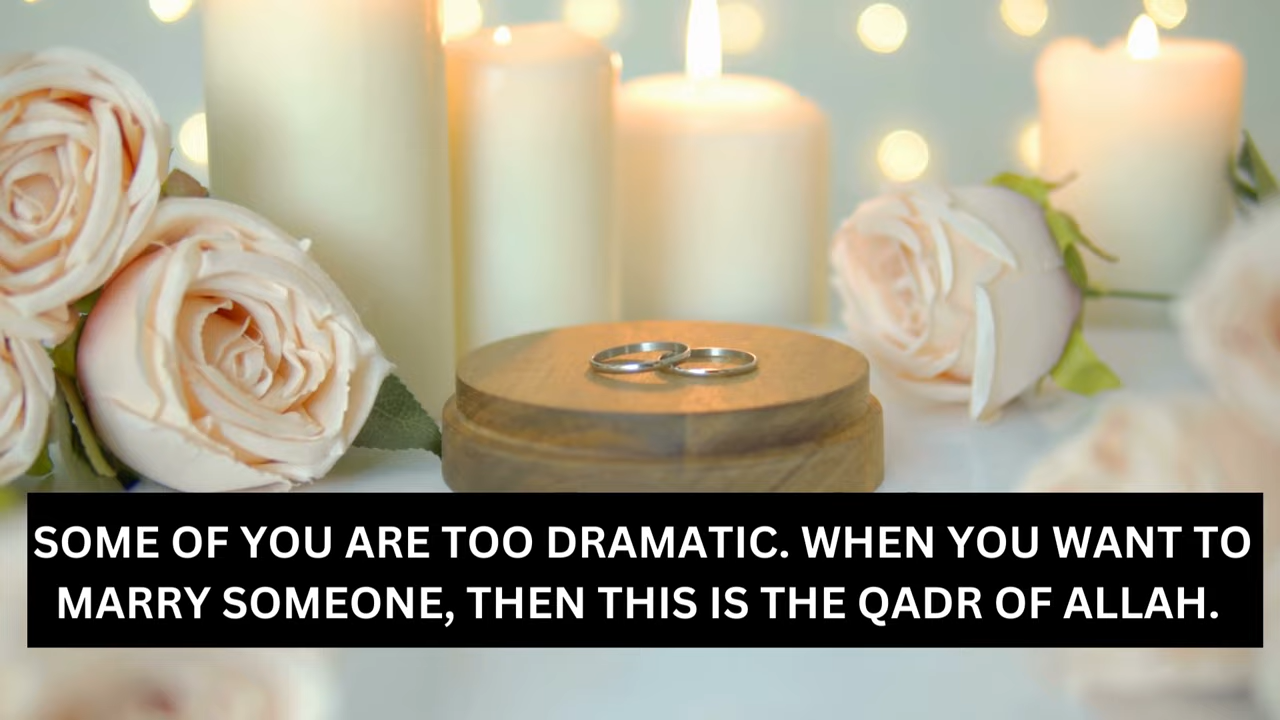 SOME OF YOU ARE TOO DRAMATIC. WHEN YOU WANT TO
MARRY SOMEONE, THEN THIS IS THE QADR OF ALLAH.